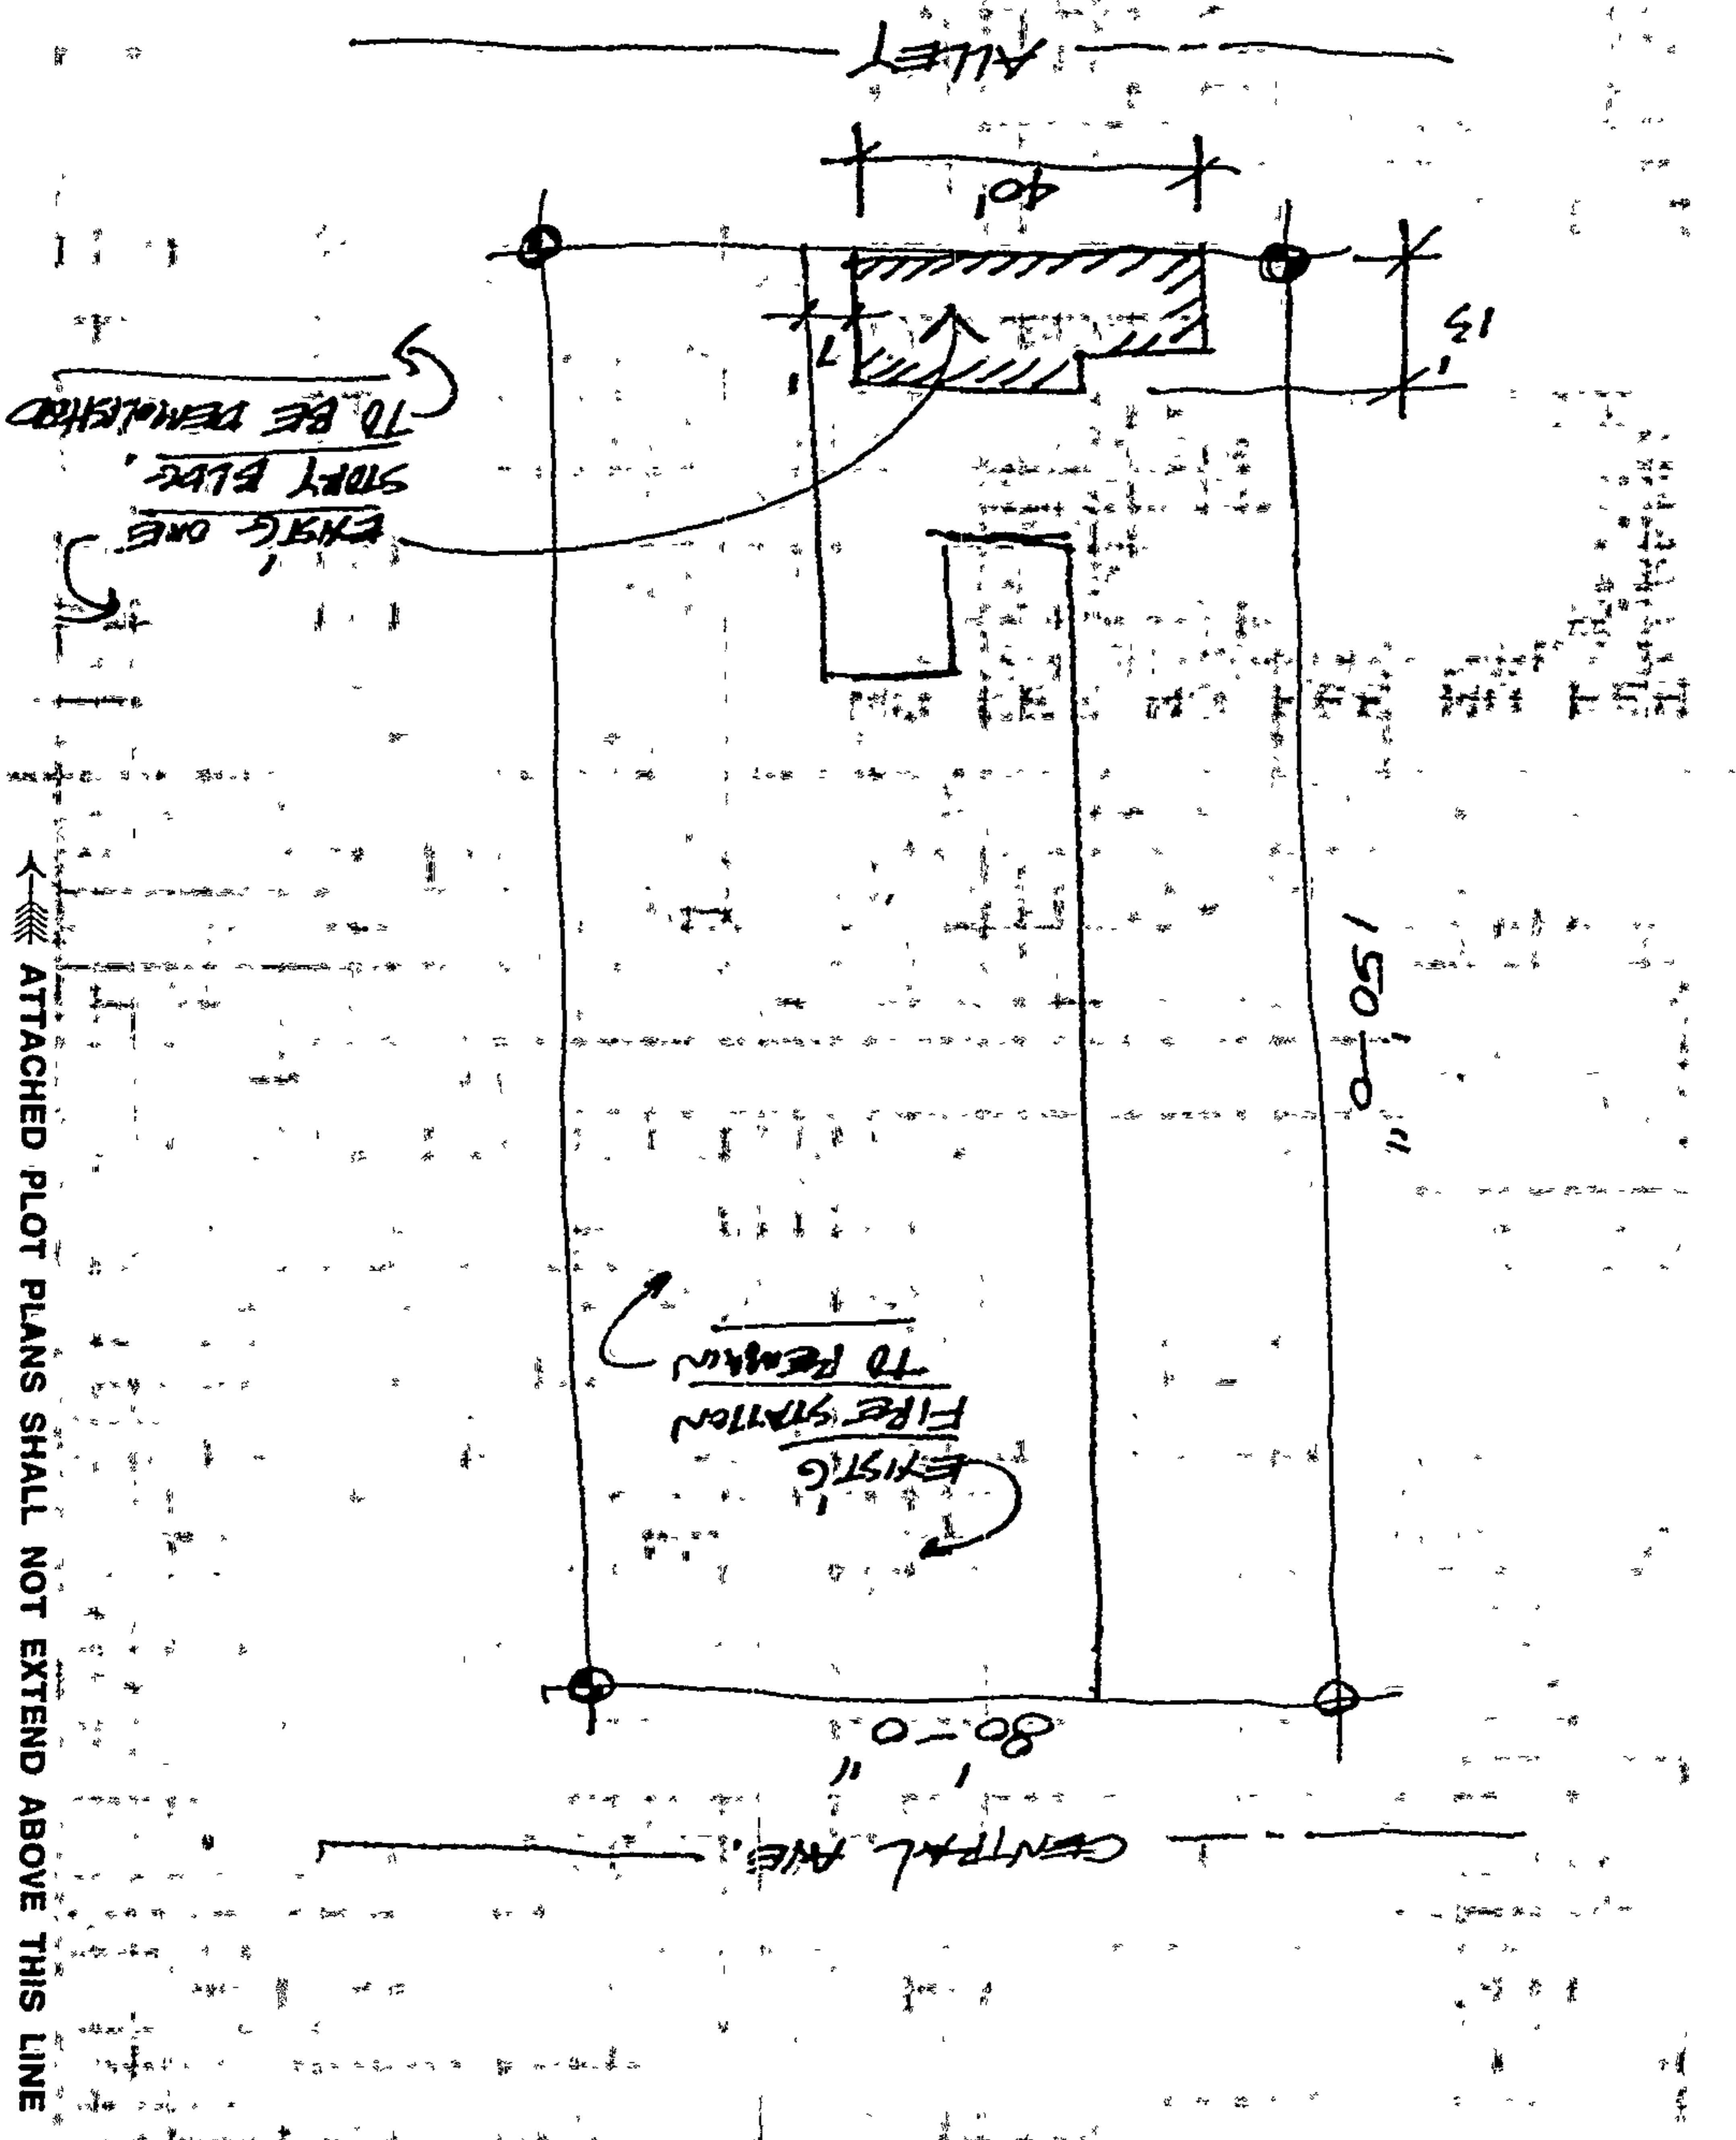 CENTRAL AVE.
80'-0"
EXIST'G
FIRE STATION
TO REMAIN
150'-0"
EXIST'G ONE
STORY BLDG.
TO BE DEMOLISHED
7'
15'
40'
ALLEY
ATTACHED PLOT PLANS SHALL NOT EXTEND ABOVE THIS LINE